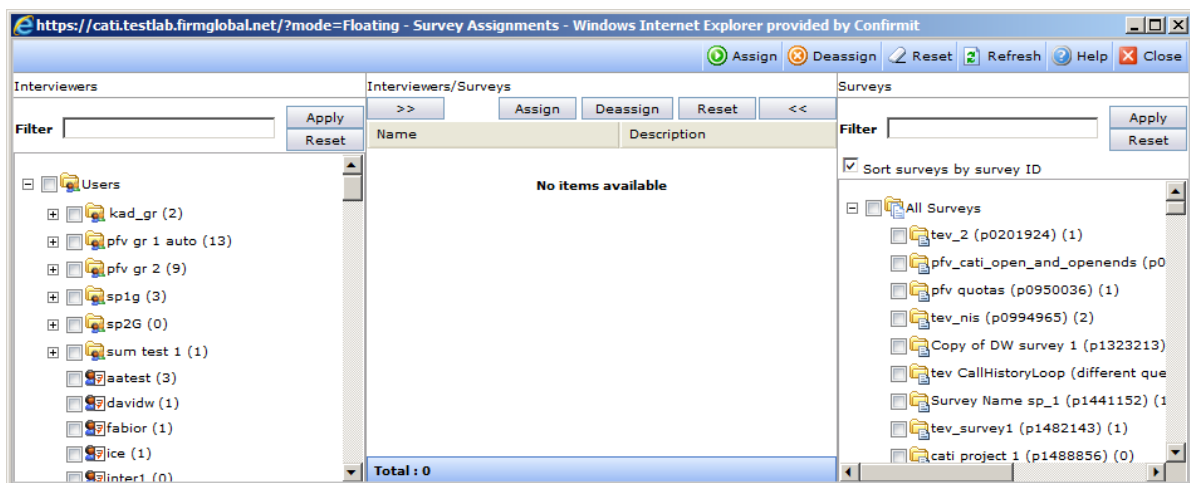 https://cati.testlab.firmglobal.net/?mode=Floating - Survey Assignments - Windows Internet Explorer provided by Confirmit
Assign Deassign Reset Refresh Help Close
Interviewers
Filter
Apply
Reset
Users
kad_gr (2)
pfv gr 1 auto (13)
pfv gr 2 (9)
sp1g (3)
sp2G (0)
sum test 1 (1)
aatest (3)
davidw (1)
fabior (1)
ice (1)
inter1 (0)
Interviewers/Surveys
>> Assign Deassign Reset <<
Name Description
No items available
Total : 0
Surveys
Filter
Apply
Reset
Sort surveys by survey ID
All Surveys
tev_2 (p0201924) (1)
pfv_cati_open_and_openends (p0
pfv quotas (p0950036) (1)
tev_nis (p0994965) (2)
Copy of DW survey 1 (p1323213)
tev CallHistoryLoop (different que
Survey Name sp_1 (p1441152) (1
tev_survey1 (p1482143) (1)
cati project 1 (p1488856) (0)